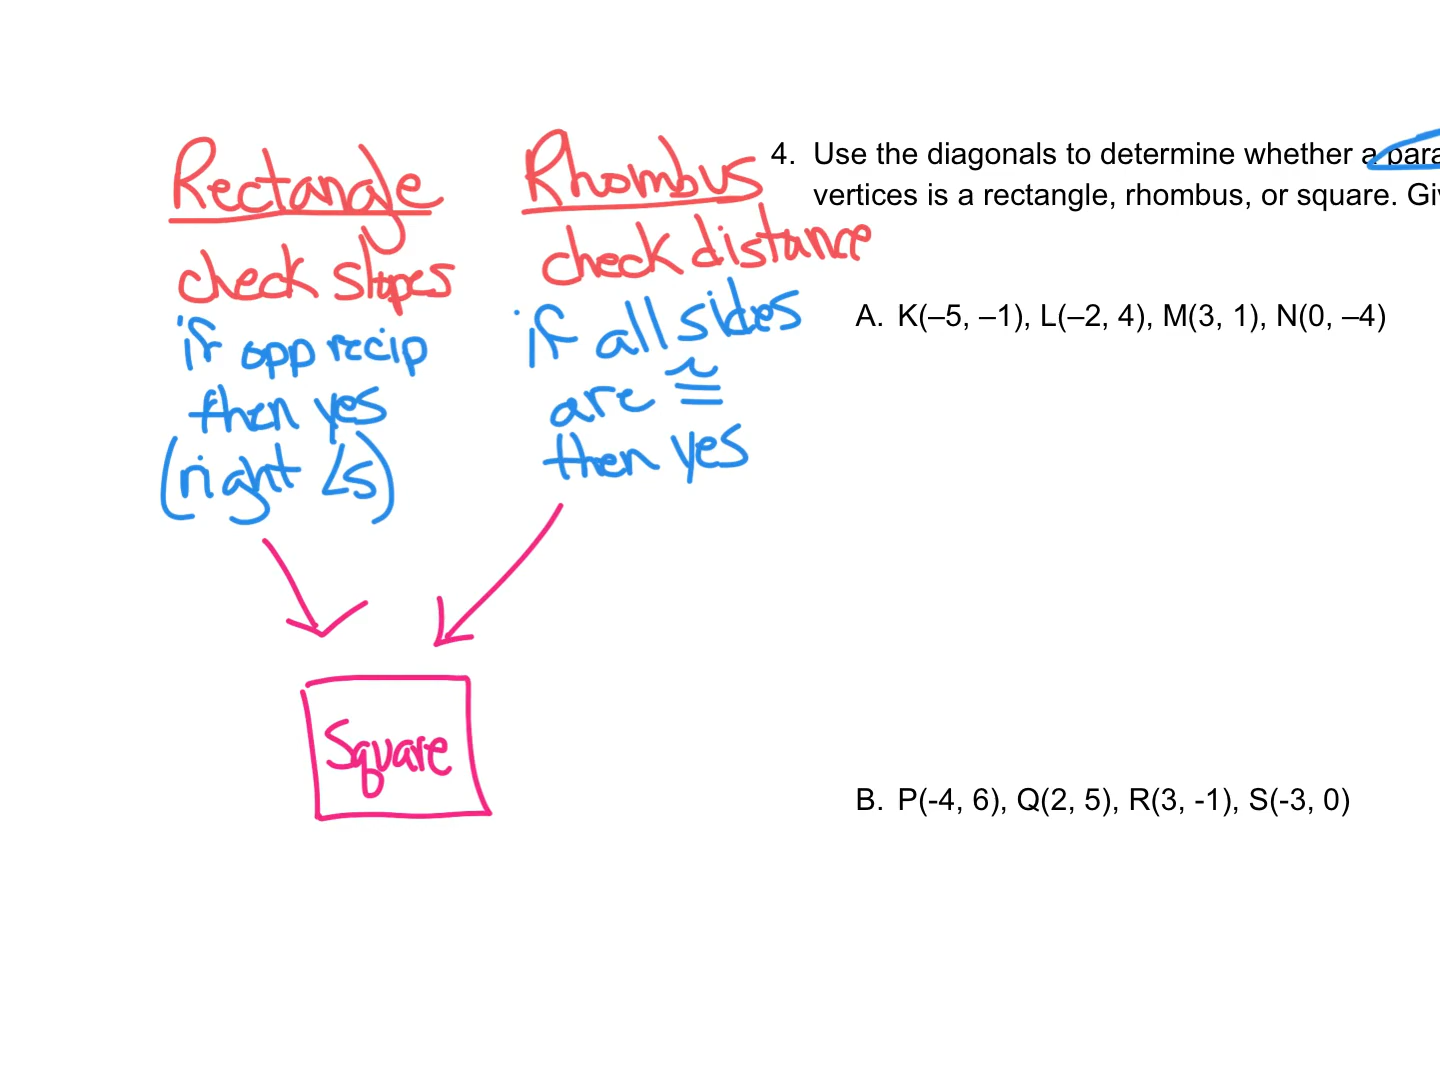 Rectangle
check slopes
if opp recip
then yes
(right ∠s)
Rhombus
check distance
if all sides
are ≅
then yes
Square
4. Use the diagonals to determine whether a
vertices is a rectangle, rhombus, or square.
A. K(–5, –1), L(–2, 4), M(3, 1), N(0, –4)
B. P(-4, 6), Q(2, 5), R(3, -1), S(-3, 0)